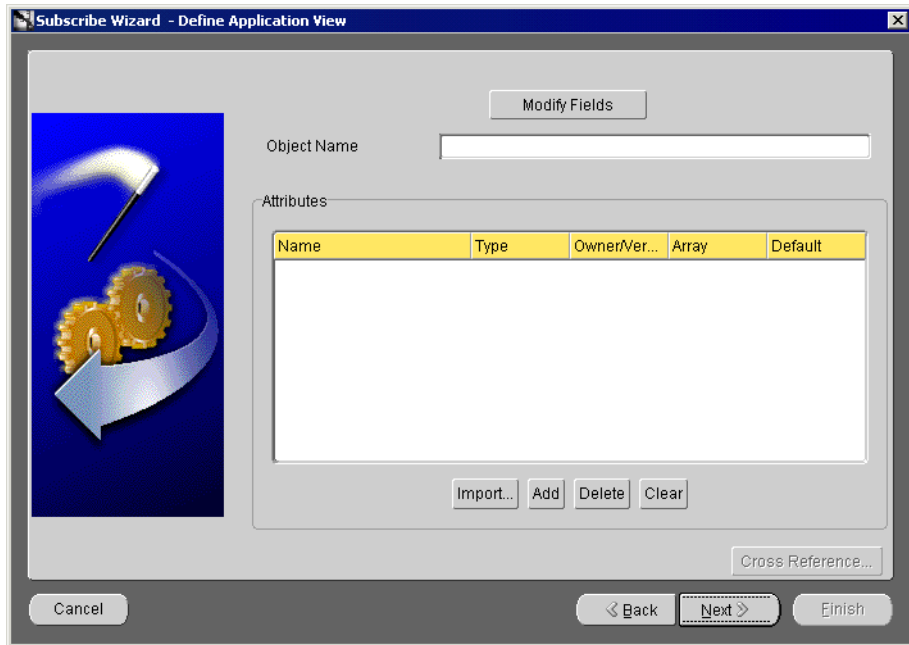 Subscribe Wizard - Define Application View
Modify Fields
Object Name
Attributes
Name Type Owner/Ver... Array Default
Import... Add Delete Clear
Cross Reference...
Cancel Back Next Finish